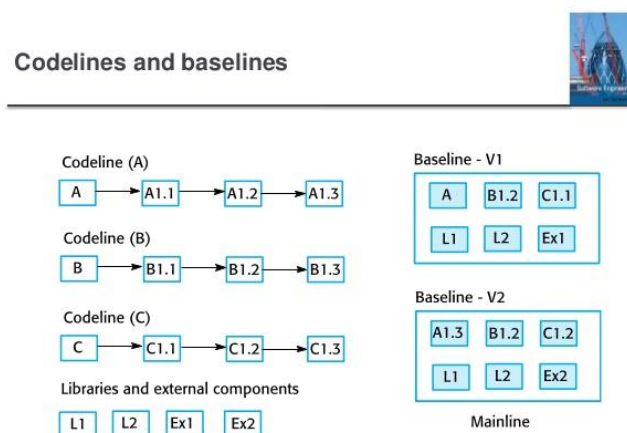 Codelines and baselines
Software Engineering
Codeline (A)
A A1.1 A1.2 A1.3
Codeline (B)
B B1.1 B1.2 B1.3
Codeline (C)
C C1.1 C1.2 C1.3
Libraries and external components
L1 L2 Ex1 Ex2
Baseline - V1
A B1.2 C1.1
L1 L2 Ex1
Baseline - V2
A1.3 B1.2 C1.2
L1 L2 Ex2
Mainline